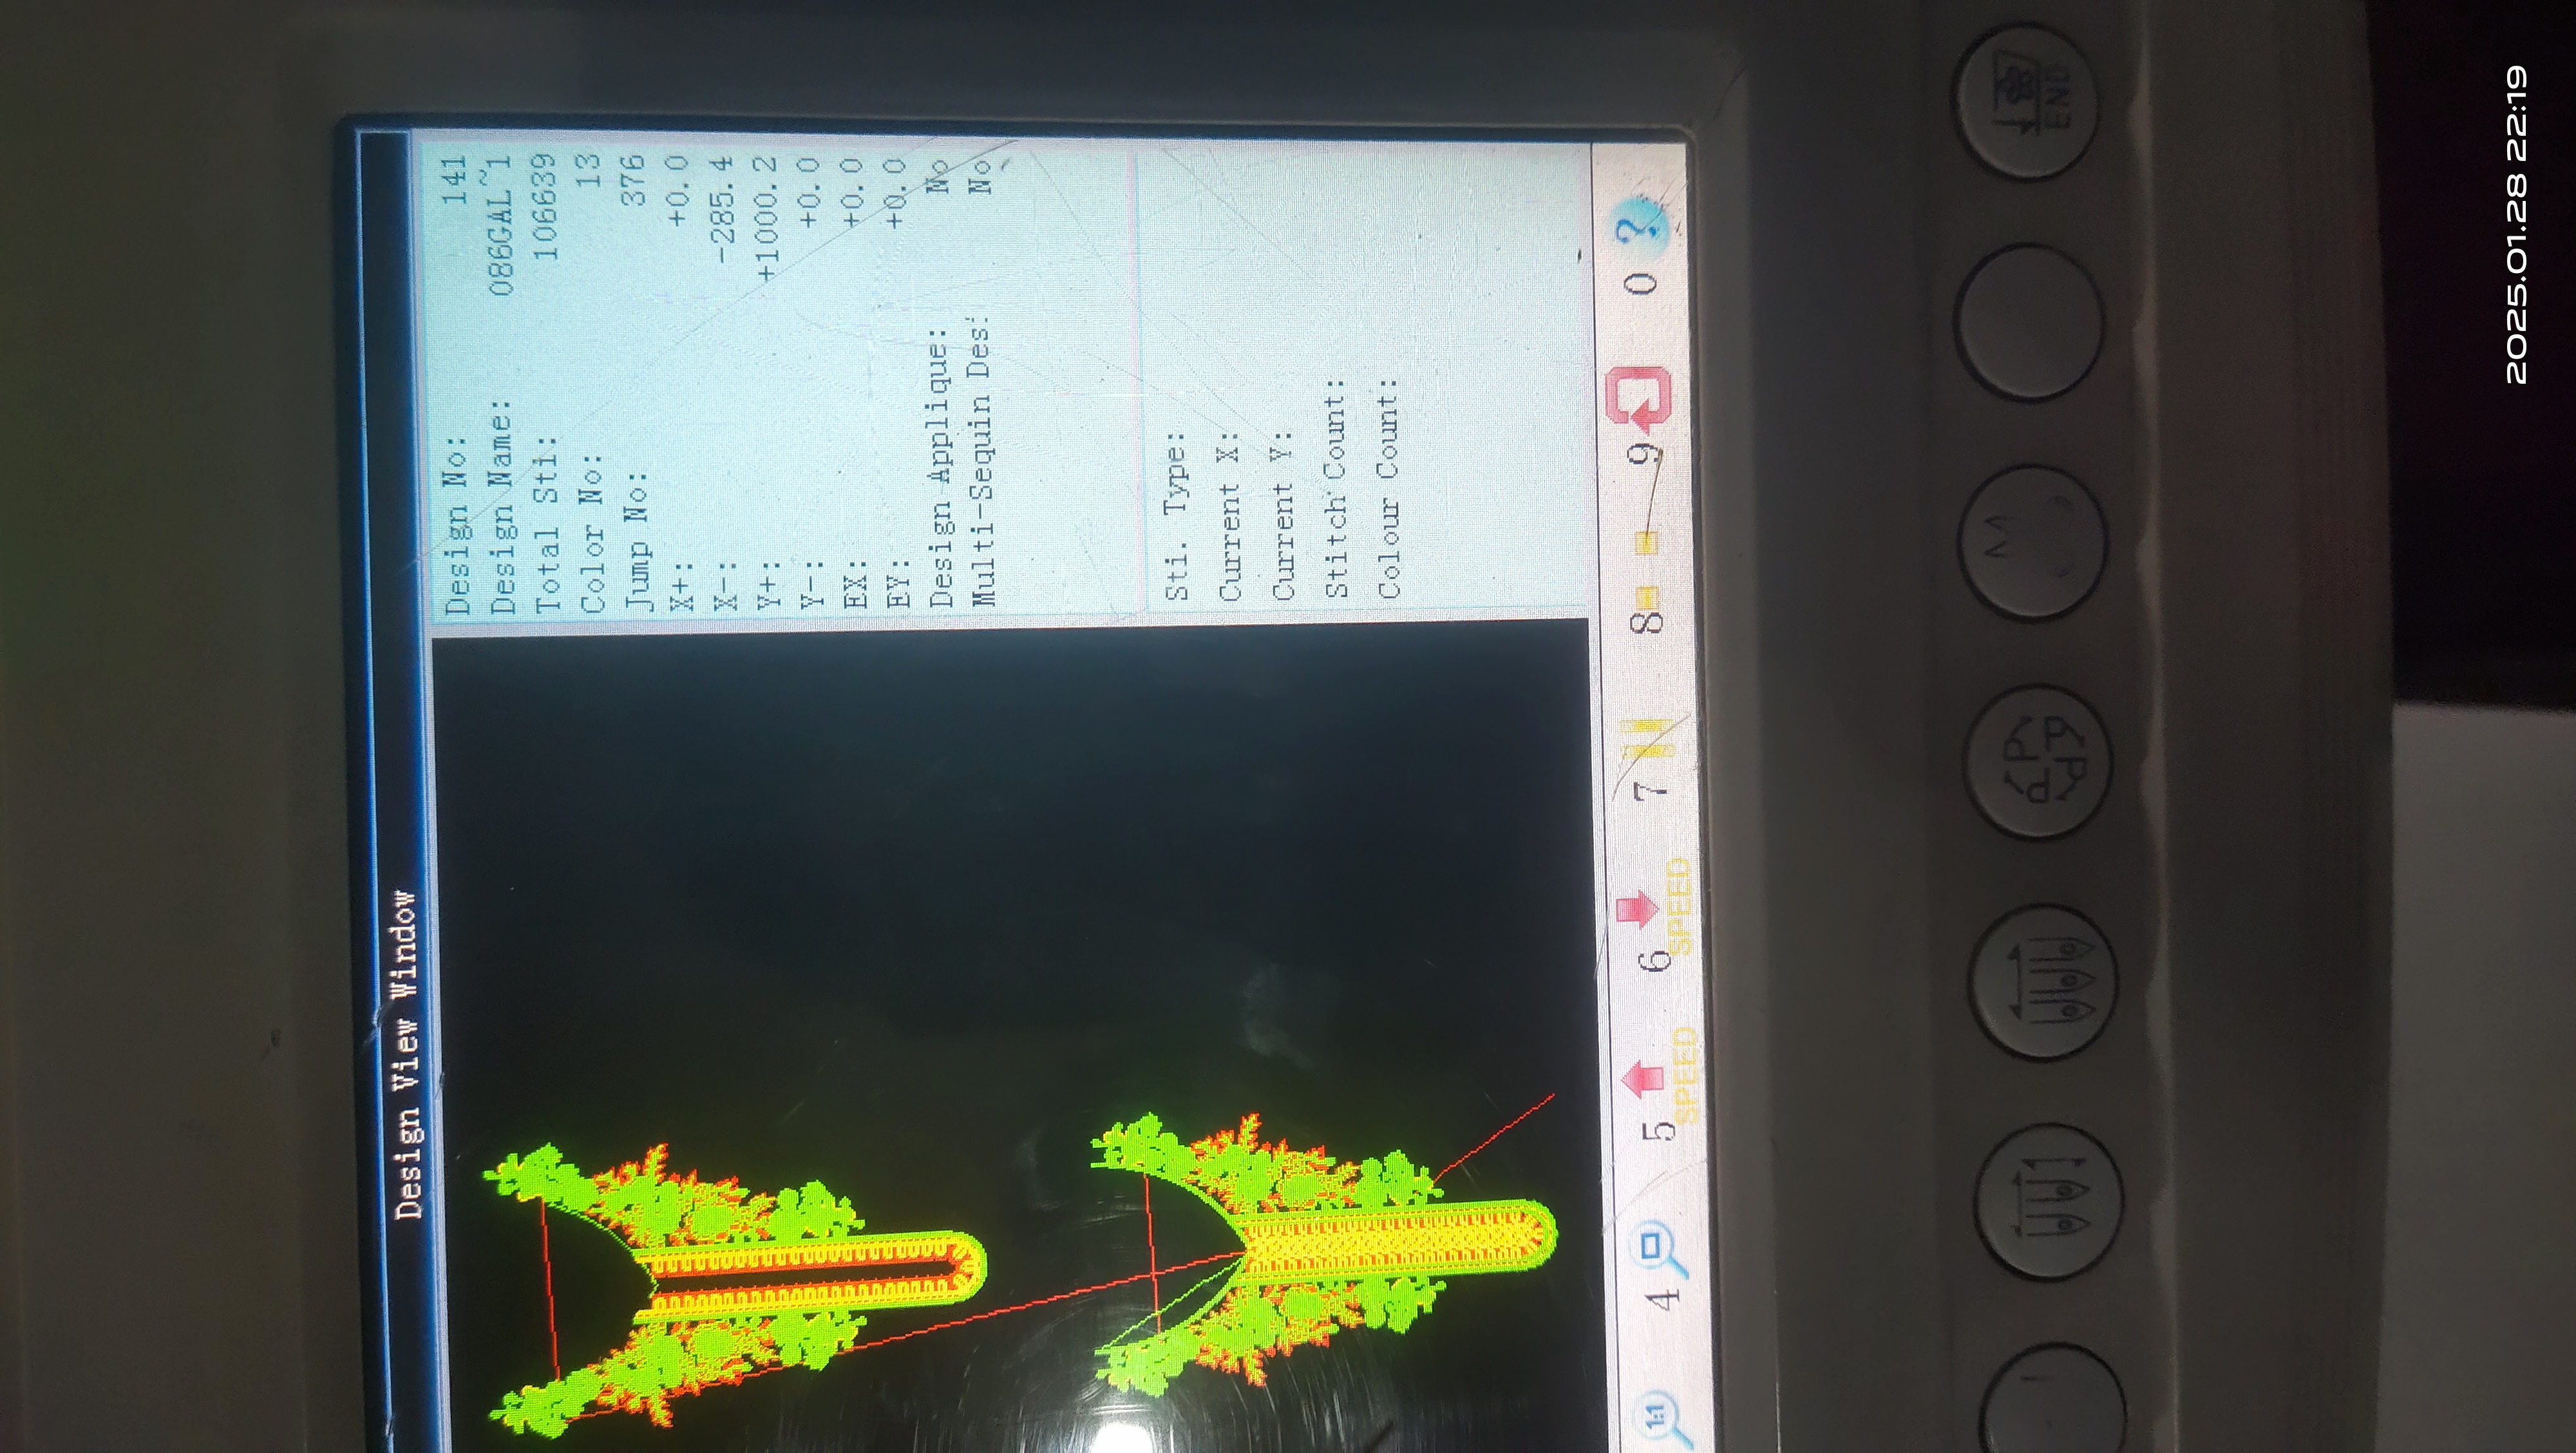 Design View Window
Design No: 141
Design Name: 086GAL~1
Total Sti: 106639
Color No: 13
Jump No: 376
X+: +0.0
X-: -285.4
Y+: +1000.2
Y-: +0.0
EX: +0.0
EY: +0.0
Design Applique: No
Multi-Sequin Des: No
Sti. Type:
Current X:
Current Y:
Stitch Count:
Colour Count:
1:1 4 5 SPEED 6 SPEED 7 8 9 0 ?
P P P P
END
2025.01.28 22:19